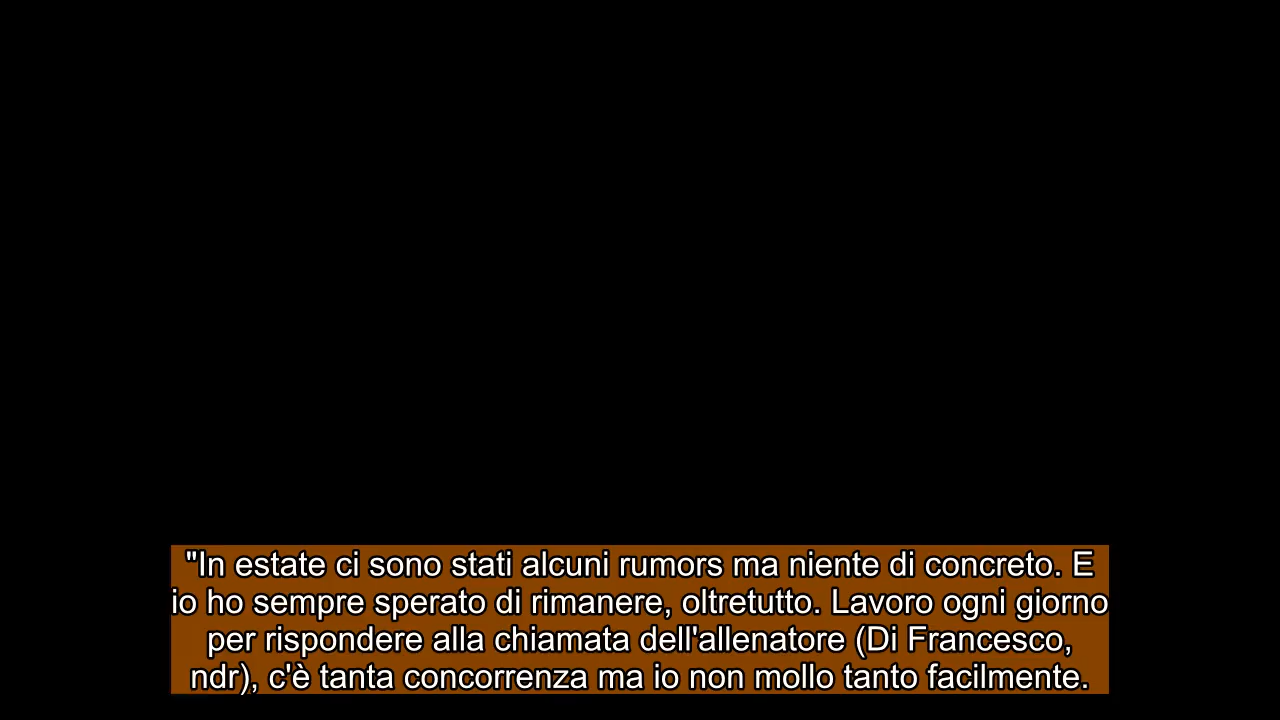 "In estate ci sono stati alcuni rumors ma niente di concreto. E
io ho sempre sperato di rimanere, oltretutto. Lavoro ogni giorno
per rispondere alla chiamata dell'allenatore (Di Francesco,
ndr), c'è tanta concorrenza ma io non mollo tanto facilmente.